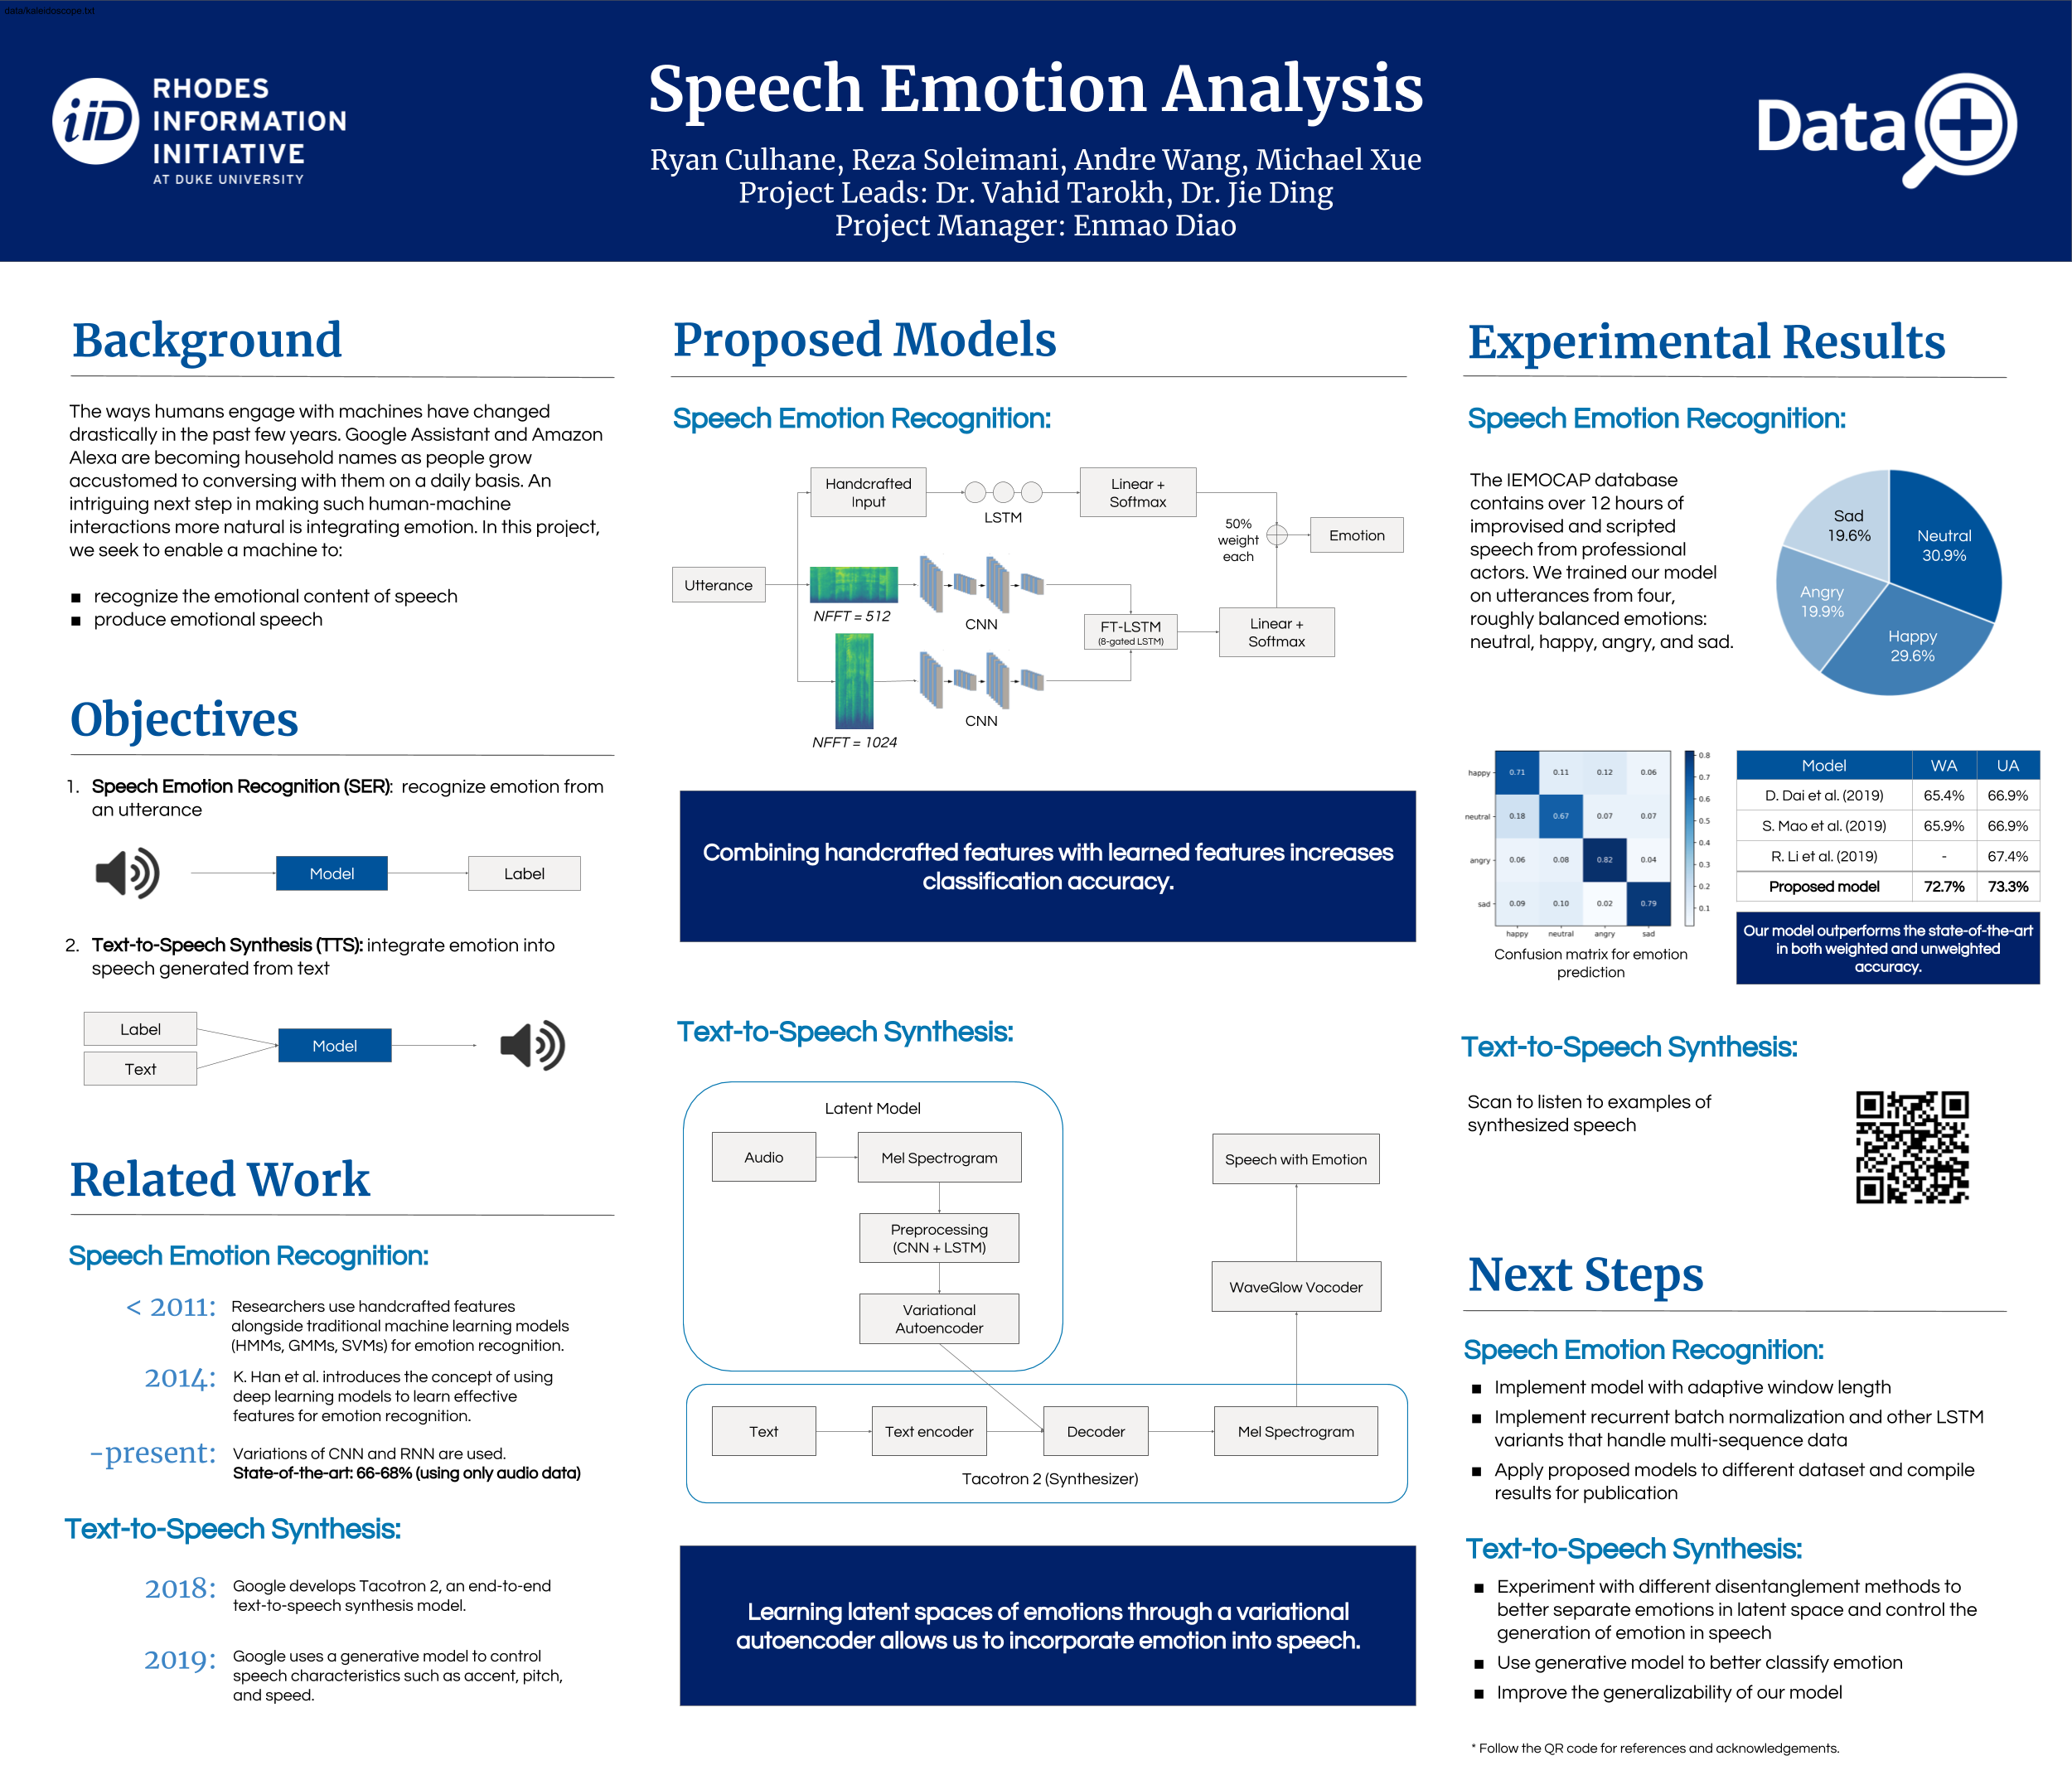 data/kaleidoscope.txt
iiD
RHODES
INFORMATION
INITIATIVE
AT DUKE UNIVERSITY
Speech Emotion Analysis
Ryan Culhane, Reza Soleimani, Andre Wang, Michael Xue
Project Leads: Dr. Vahid Tarokh, Dr. Jie Ding
Project Manager: Enmao Diao
Data+
Background
The ways humans engage with machines have changed
drastically in the past few years. Google Assistant and Amazon
Alexa are becoming household names as people grow
accustomed to conversing with them on a daily basis. An
intriguing next step in making such human-machine
interactions more natural is integrating emotion. In this project,
we seek to enable a machine to:
■ recognize the emotional content of speech
■ produce emotional speech
Objectives
1. Speech Emotion Recognition (SER): recognize emotion from
an utterance
Model
Label
2. Text-to-Speech Synthesis (TTS): integrate emotion into
speech generated from text
Label
Text
Model
Related Work
Speech Emotion Recognition:
< 2011: Researchers use handcrafted features
alongside traditional machine learning models
(HMMs, GMMs, SVMs) for emotion recognition.
2014: K. Han et al. introduces the concept of using
deep learning models to learn effective
features for emotion recognition.
-present: Variations of CNN and RNN are used.
State-of-the-art: 66-68% (using only audio data)
Text-to-Speech Synthesis:
2018: Google develops Tacotron 2, an end-to-end
text-to-speech synthesis model.
2019: Google uses a generative model to control
speech characteristics such as accent, pitch,
and speed.
Proposed Models
Speech Emotion Recognition:
Handcrafted
Input
LSTM
Linear +
Softmax
50%
weight
each
Emotion
Utterance
NFFT = 512
CNN
FT-LSTM
(8-gated LSTM)
Linear +
Softmax
NFFT = 1024
CNN
Combining handcrafted features with learned features increases
classification accuracy.
Text-to-Speech Synthesis:
Latent Model
Audio
Mel Spectrogram
Preprocessing
(CNN + LSTM)
Variational
Autoencoder
Speech with Emotion
WaveGlow Vocoder
Text
Text encoder
Decoder
Mel Spectrogram
Tacotron 2 (Synthesizer)
Learning latent spaces of emotions through a variational
autoencoder allows us to incorporate emotion into speech.
Experimental Results
Speech Emotion Recognition:
The IEMOCAP database
contains over 12 hours of
improvised and scripted
speech from professional
actors. We trained our model
on utterances from four,
roughly balanced emotions:
neutral, happy, angry, and sad.
Sad
19.6%
Neutral
30.9%
Angry
19.9%
Happy
29.6%
happy 0.71 0.11 0.12 0.06
neutral 0.18 0.67 0.07 0.07
angry 0.06 0.08 0.82 0.04
sad 0.09 0.10 0.02 0.79
happy neutral angry sad
0.8
0.7
0.6
0.5
0.4
0.3
0.2
0.1
Confusion matrix for emotion
prediction
Model WA UA
D. Dai et al. (2019) 65.4% 66.9%
S. Mao et al. (2019) 65.9% 66.9%
R. Li et al. (2019) - 67.4%
Proposed model 72.7% 73.3%
Our model outperforms the state-of-the-art
in both weighted and unweighted
accuracy.
Text-to-Speech Synthesis:
Scan to listen to examples of
synthesized speech
Next Steps
Speech Emotion Recognition:
■ Implement model with adaptive window length
■ Implement recurrent batch normalization and other LSTM
variants that handle multi-sequence data
■ Apply proposed models to different dataset and compile
results for publication
Text-to-Speech Synthesis:
■ Experiment with different disentanglement methods to
better separate emotions in latent space and control the
generation of emotion in speech
■ Use generative model to better classify emotion
■ Improve the generalizability of our model
* Follow the QR code for references and acknowledgements.